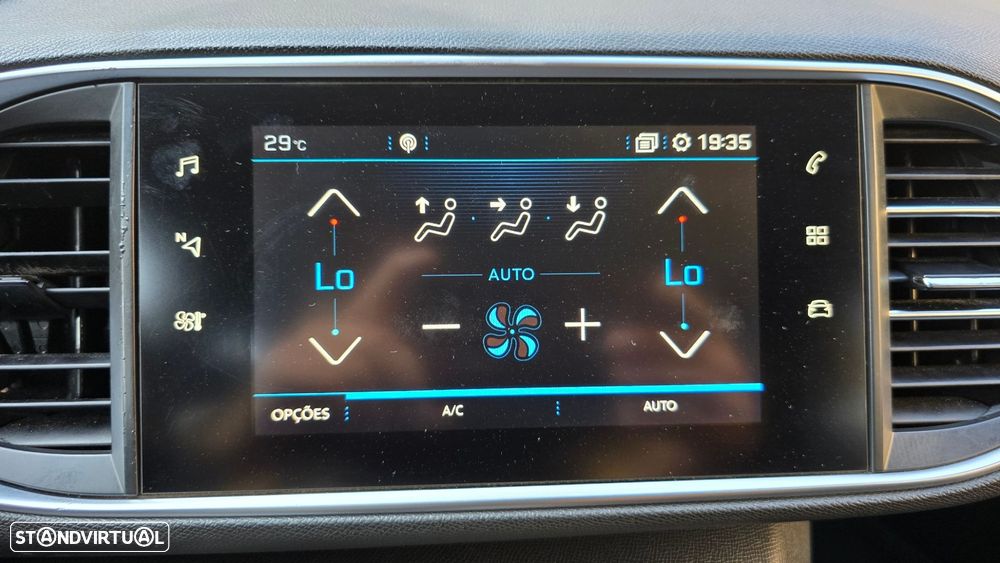 29°C
19:35
N
Lo
Lo
AUTO
OPÇÕES
A/C
AUTO
STANDVIRTUAL